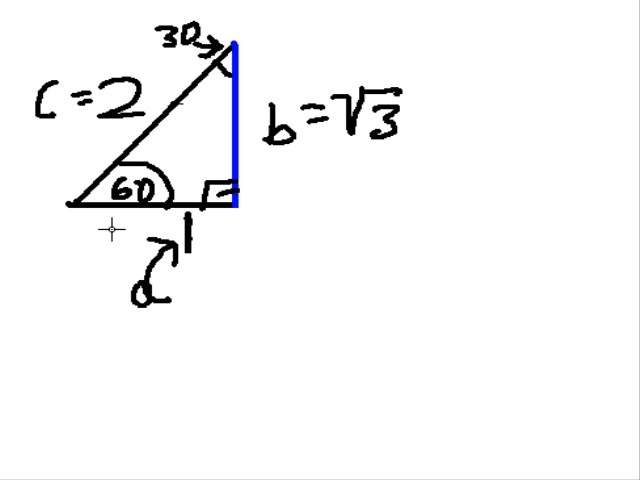 30
c = 2
b = √3
60
1
a